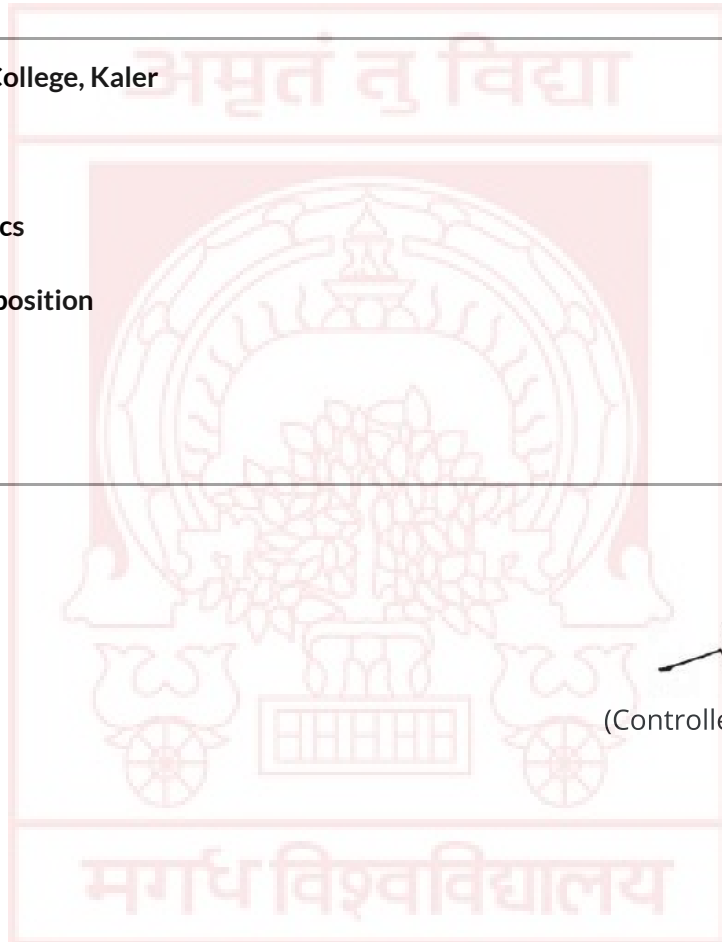 अमृतं तु विद्या
College, Kaler
cs
position
(Controlle
मगध विश्वविद्यालय